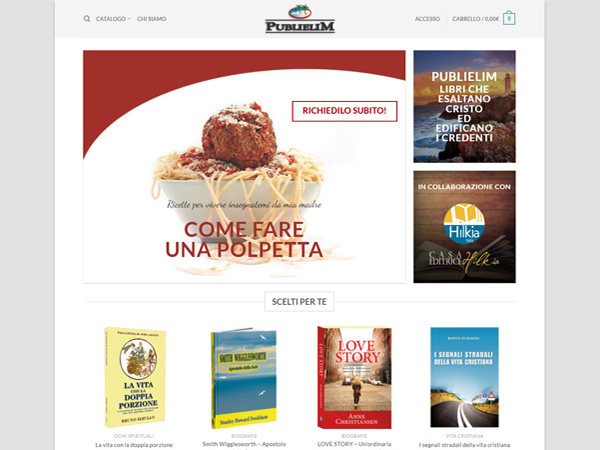 CATALOGO
CHI SIAMO
PUBLIELIM
ACCESSO
CARRELLO / 0,00€
0
RICHIEDILO SUBITO!
Ricette per vivere insegnatemi da mia madre
COME FARE
UNA POLPETTA
PUBLIELIM
LIBRI CHE
ESALTANO
CRISTO
ED
EDIFICANO
I CREDENTI
IN COLLABORAZIONE CON
Hilkia
CASA
EDITRICE Hilkia
SCELTI PER TE
LA VITA
CON LA
DOPPIA
PORZIONE
SMITH WIGGLESWORTH
Apostolo della fede
Stanley Howard Frodsham
LOVE
STORY
LOVE STORY
ANNE
CHRISTIANSEN
I SEGNALI STRADALI
DELLA VITA CRISTIANA
DONI SPIRITUALI
La vita con la doppia porzione
BIOGRAFIE
Smith Wigglesworth – Apostolo
BIOGRAFIE
LOVE STORY – Unordinaria
VITA CRISTIANA
I segnali stradali della vita cristiana